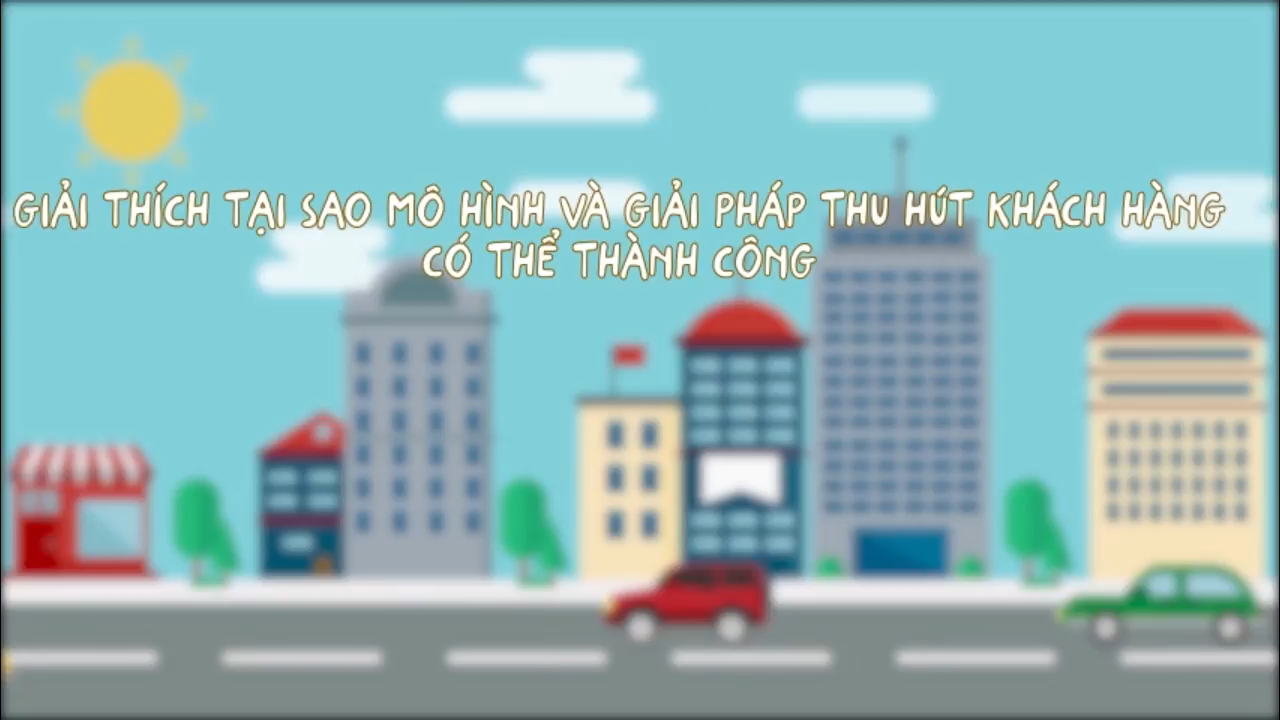 GIẢI THÍCH TẠI SAO MÔ HÌNH VÀ GIẢI PHÁP THU HÚT KHÁCH HÀNG
CÓ THỂ THÀNH CÔNG